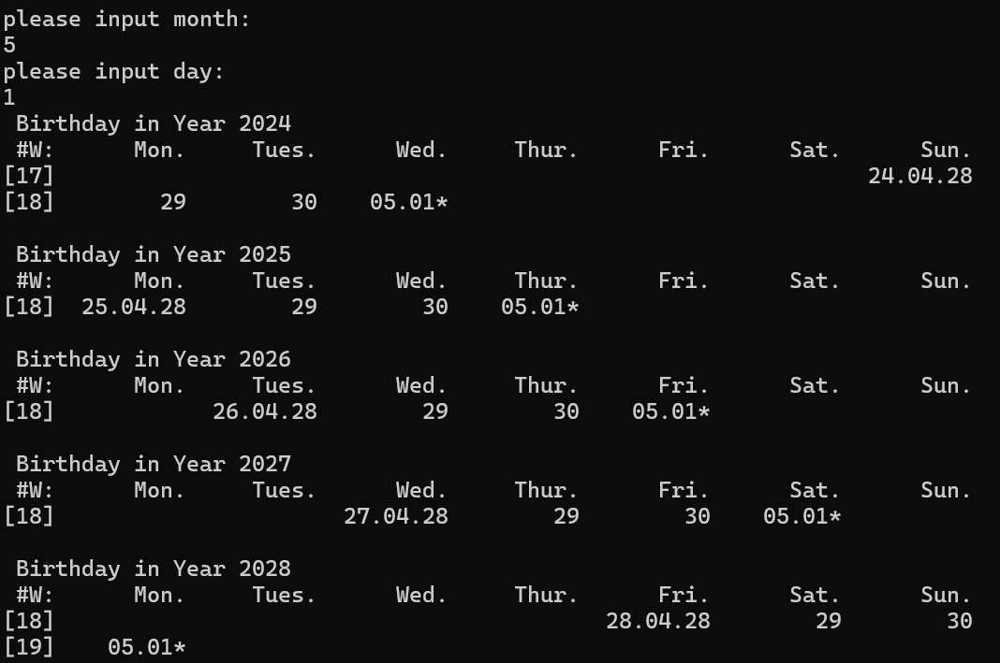 please input month:
5
please input day:
1
 Birthday in Year 2024
 #W:      Mon.     Tues.      Wed.     Thur.      Fri.      Sat.      Sun.
[17]                                                              24.04.28
[18]        29        30    05.01*

 Birthday in Year 2025
 #W:      Mon.     Tues.      Wed.     Thur.      Fri.      Sat.      Sun.
[18]  25.04.28        29        30    05.01*

 Birthday in Year 2026
 #W:      Mon.     Tues.      Wed.     Thur.      Fri.      Sat.      Sun.
[18]            26.04.28        29        30    05.01*

 Birthday in Year 2027
 #W:      Mon.     Tues.      Wed.     Thur.      Fri.      Sat.      Sun.
[18]                      27.04.28        29        30    05.01*

 Birthday in Year 2028
 #W:      Mon.     Tues.      Wed.     Thur.      Fri.      Sat.      Sun.
[18]                                          28.04.28        29        30
[19]    05.01*